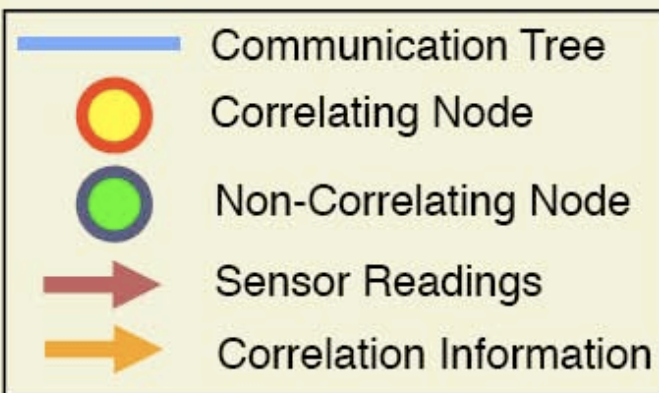 Communication Tree
Correlating Node
Non-Correlating Node
Sensor Readings
Correlation Information